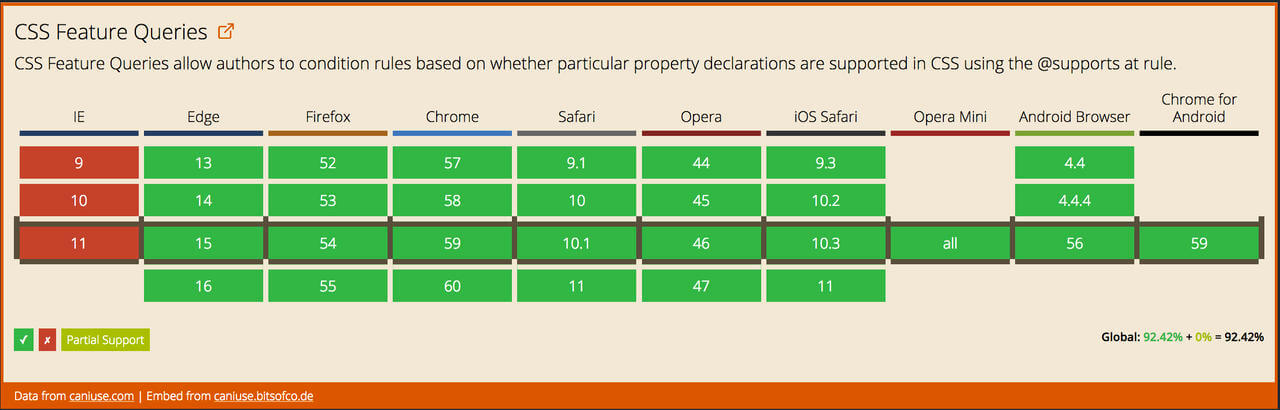 CSS Feature Queries
CSS Feature Queries allow authors to condition rules based on whether particular property declarations are supported in CSS using the @supports at rule.
IE Edge Firefox Chrome Safari Opera iOS Safari Opera Mini Android Browser Chrome for Android
9 13 52 57 9.1 44 9.3 4.4
10 14 53 58 10 45 10.2 4.4.4
11 15 54 59 10.1 46 10.3 all 56 59
16 55 60 11 47 11
✓ ✗ Partial Support
Global: 92.42% + 0% = 92.42%
Data from caniuse.com | Embed from caniuse.bitsofco.de